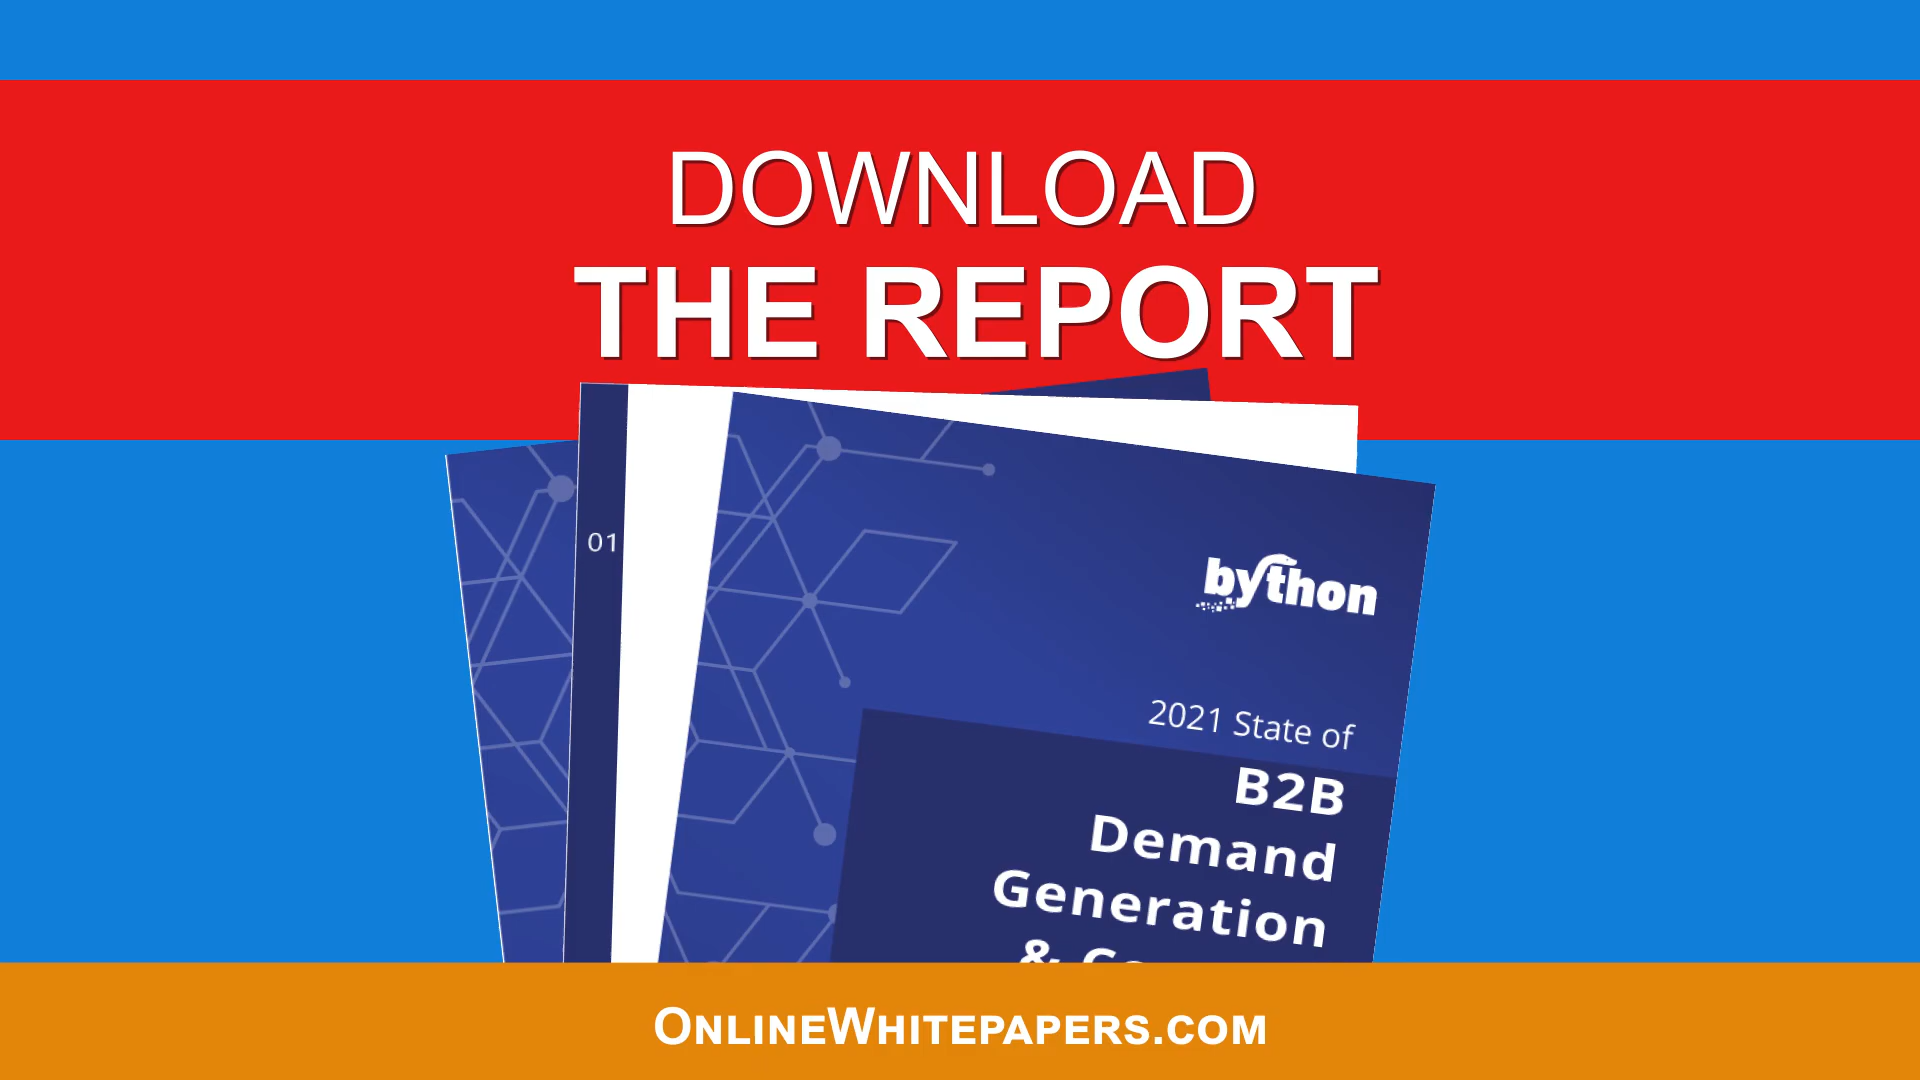 DOWNLOAD
THE REPORT
01
bython
2021 State of
B2B
Demand
Generation
&
OnlineWhitepapers.com